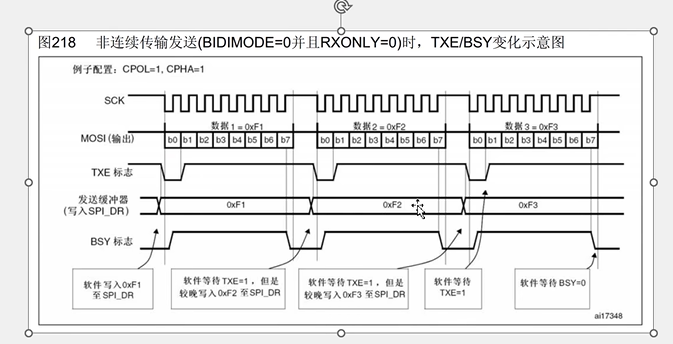 图218 非连续传输发送(BIDIMODE=0并且RXONLY=0)时，TXE/BSY变化示意图
例子配置：CPOL=1, CPHA=1
SCK
数据 1 = 0xF1 数据 2 = 0xF2 数据 3 = 0xF3
MOSI (输出) b0 b1 b2 b3 b4 b5 b6 b7 b0 b1 b2 b3 b4 b5 b6 b7 b0 b1 b2 b3 b4 b5 b6 b7
TXE 标志
发送缓冲器
(写入SPI_DR) 0xF1 0xF2 0xF3
BSY 标志
软件写入0xF1
至SPI_DR
软件等待TXE=1，但是
较晚写入0xF2 至SPI_DR
软件等待TXE=1，但是
较晚写入0xF3 至SPI_DR
软件等待
TXE=1
软件等待BSY=0
ai17348